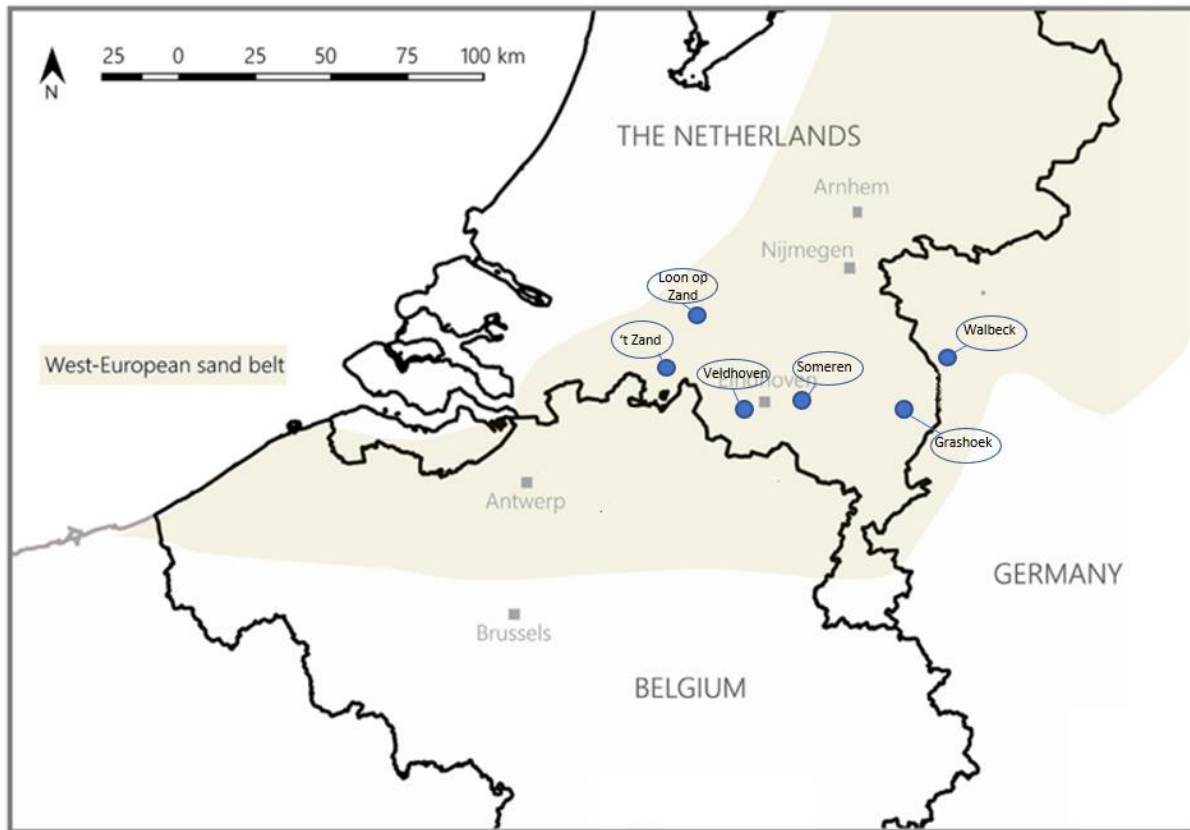 25 0 25 50 75 100 km
N
THE NETHERLANDS
Arnhem
Nijmegen
Loon op
Zand
't Zand
Walbeck
West-European sand belt
Veldhoven
Someren
Eindhoven
Grashoek
Antwerp
GERMANY
Brussels
BELGIUM